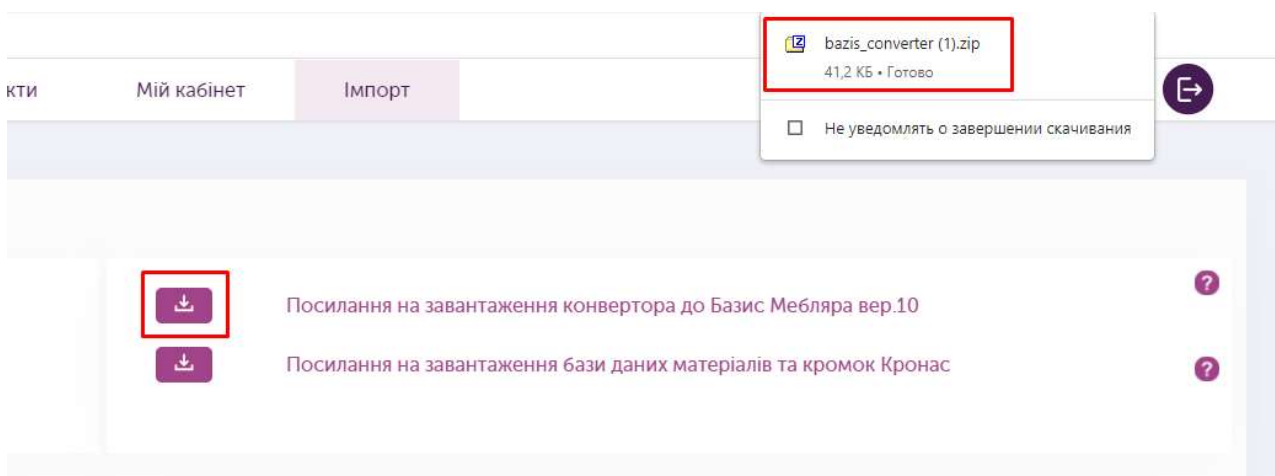 bazis_converter (1).zip
41,2 КБ • Готово
кти Мій кабінет Імпорт
Не уведомлять о завершении скачивания
Посилання на завантаження конвертора до Базис Мебляра вер.10
?
Посилання на завантаження бази даних матеріалів та кромок Кронас
?